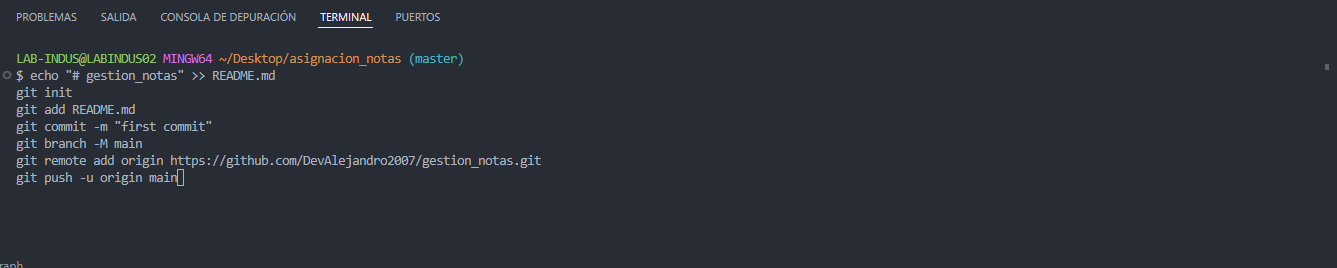 PROBLEMAS SALIDA CONSOLA DE DEPURACIÓN TERMINAL PUERTOS
LAB-INDUS@LABINDUS02 MINGW64 ~/Desktop/asignacion_notas (master)
$ echo "# gestion_notas" >> README.md
git init
git add README.md
git commit -m "first commit"
git branch -M main
git remote add origin https://github.com/DevAlejandro2007/gestion_notas.git
git push -u origin main
raph